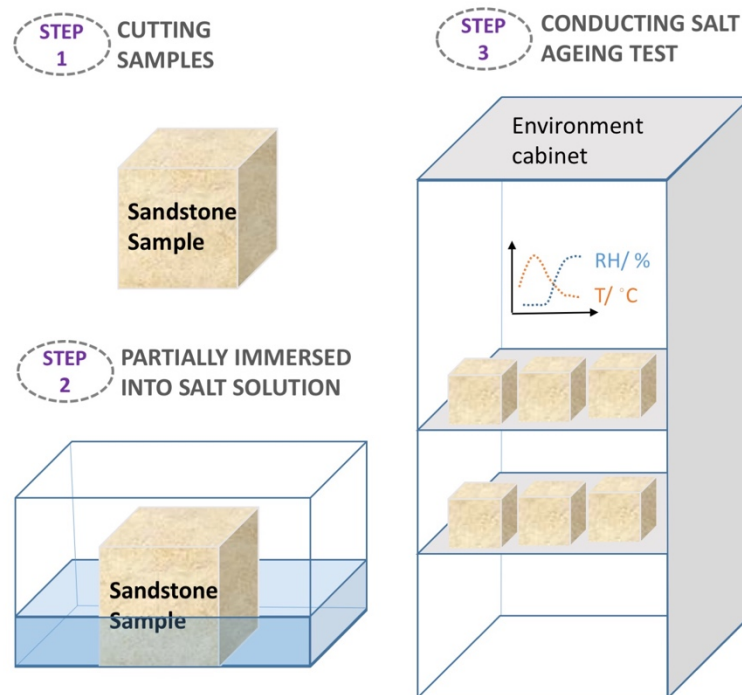 STEP
1
CUTTING
SAMPLES
Sandstone
Sample
STEP
2
PARTIALLY IMMERSED
INTO SALT SOLUTION
Sandstone
Sample
STEP
3
CONDUCTING SALT
AGEING TEST
Environment
cabinet
RH/ %
T/ °C